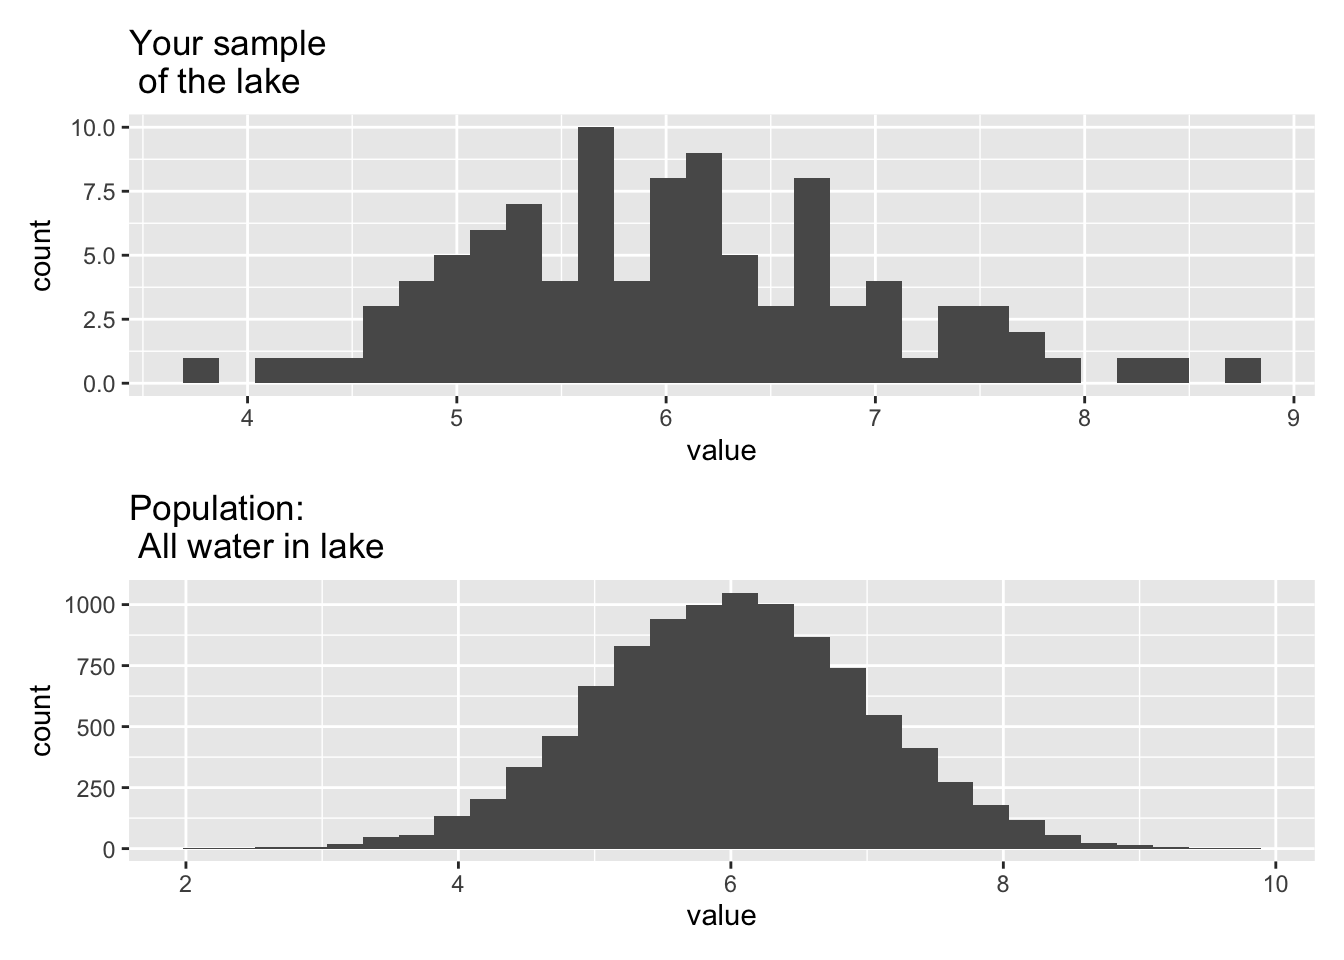 Your sample
of the lake
10.0
7.5
5.0
2.5
0.0
count
4 5 6 7 8 9
value
Population:
All water in lake
1000
750
500
250
0
count
2 4 6 8 10
value